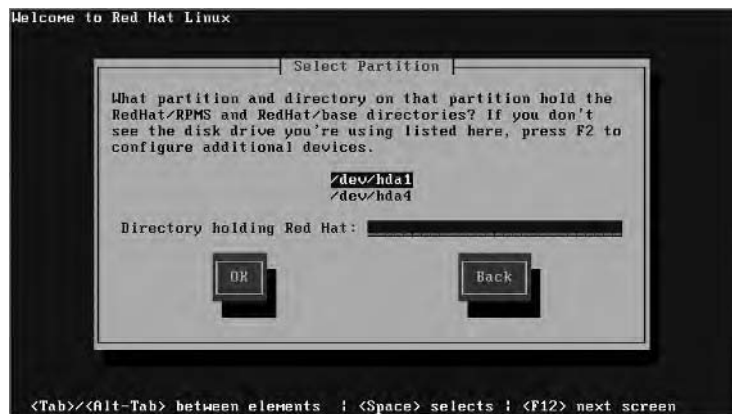 Welcome to Red Hat Linux
Select Partition
What partition and directory on that partition hold the
RedHat/RPMS and RedHat/base directories? If you don't
see the disk drive you're using listed here, press F2 to
configure additional devices.
/dev/hda1
/dev/hda4
Directory holding Red Hat:
OK Back
<Tab>/<Alt-Tab> between elements | <Space> selects | <F12> next screen